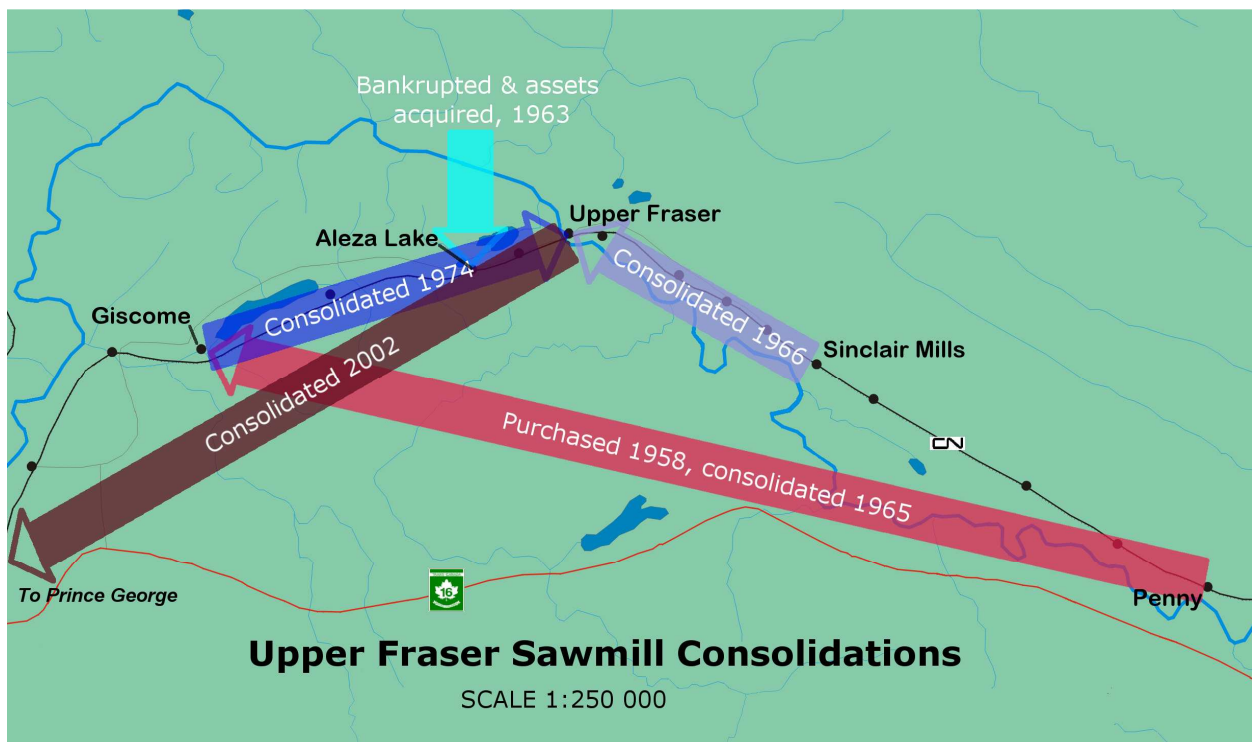 Bankrupted & assets
acquired, 1963
Upper Fraser
Aleza Lake
Consolidated 1974
Consolidated 1966
Giscome
Sinclair Mills
Consolidated 2002
Purchased 1958, consolidated 1965
CN
16
To Prince George
Penny
Upper Fraser Sawmill Consolidations
SCALE 1:250 000